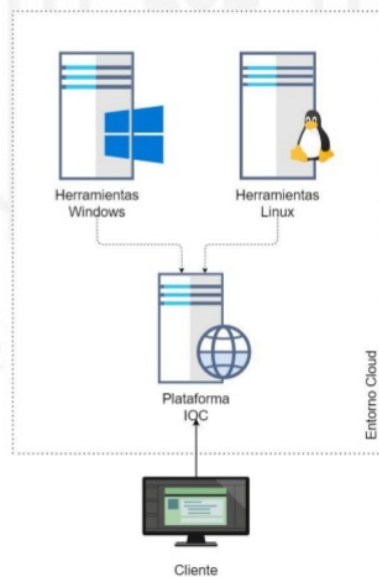 Herramientas
Windows
Herramientas
Linux
Plataforma
IOC
Entorno Cloud
Cliente